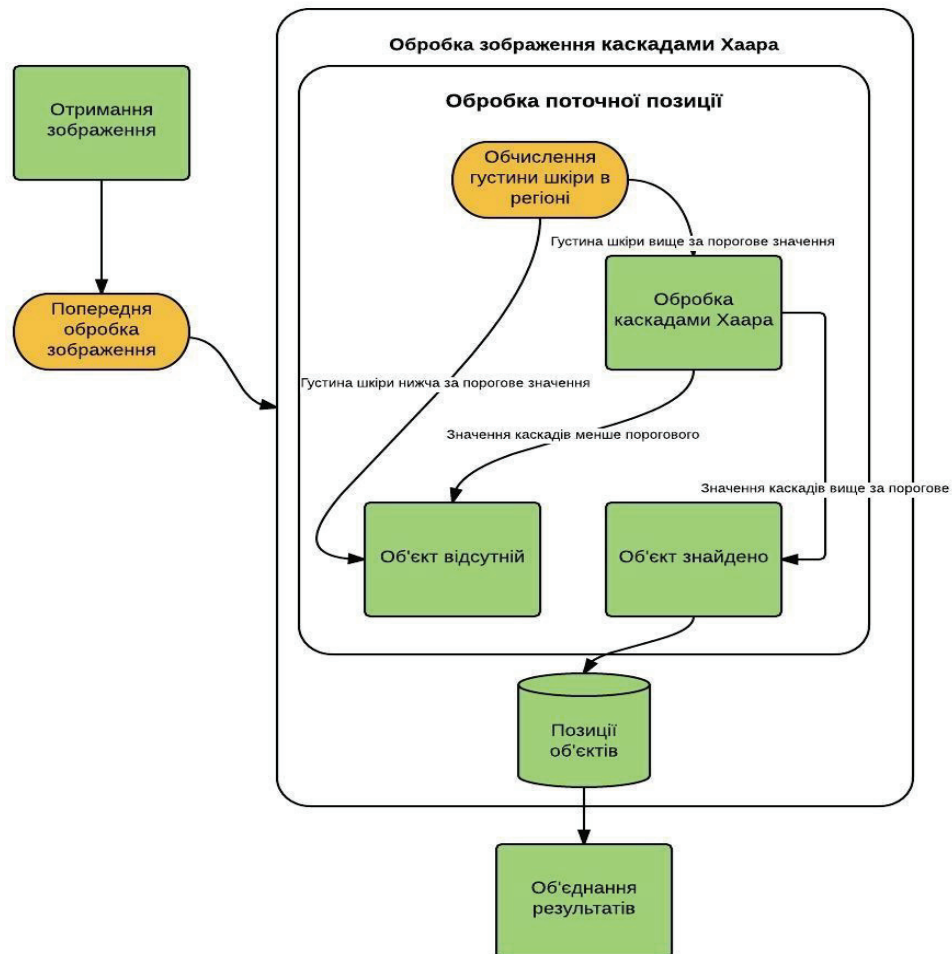 Обробка зображення каскадами Хаара
Отримання
зображення
Обробка поточної позиції
Обчислення
густини шкіри в
регіоні
Густина шкіри вище за порогове значення
Попередня
обробка
зображення
Обробка
каскадами Хаара
Густина шкіри нижча за порогове значення
Значення каскадів менше порогового
Значення каскадів вище за порогове
Об'єкт відсутній
Об'єкт знайдено
Позиції
об'єктів
Об'єднання
результатів